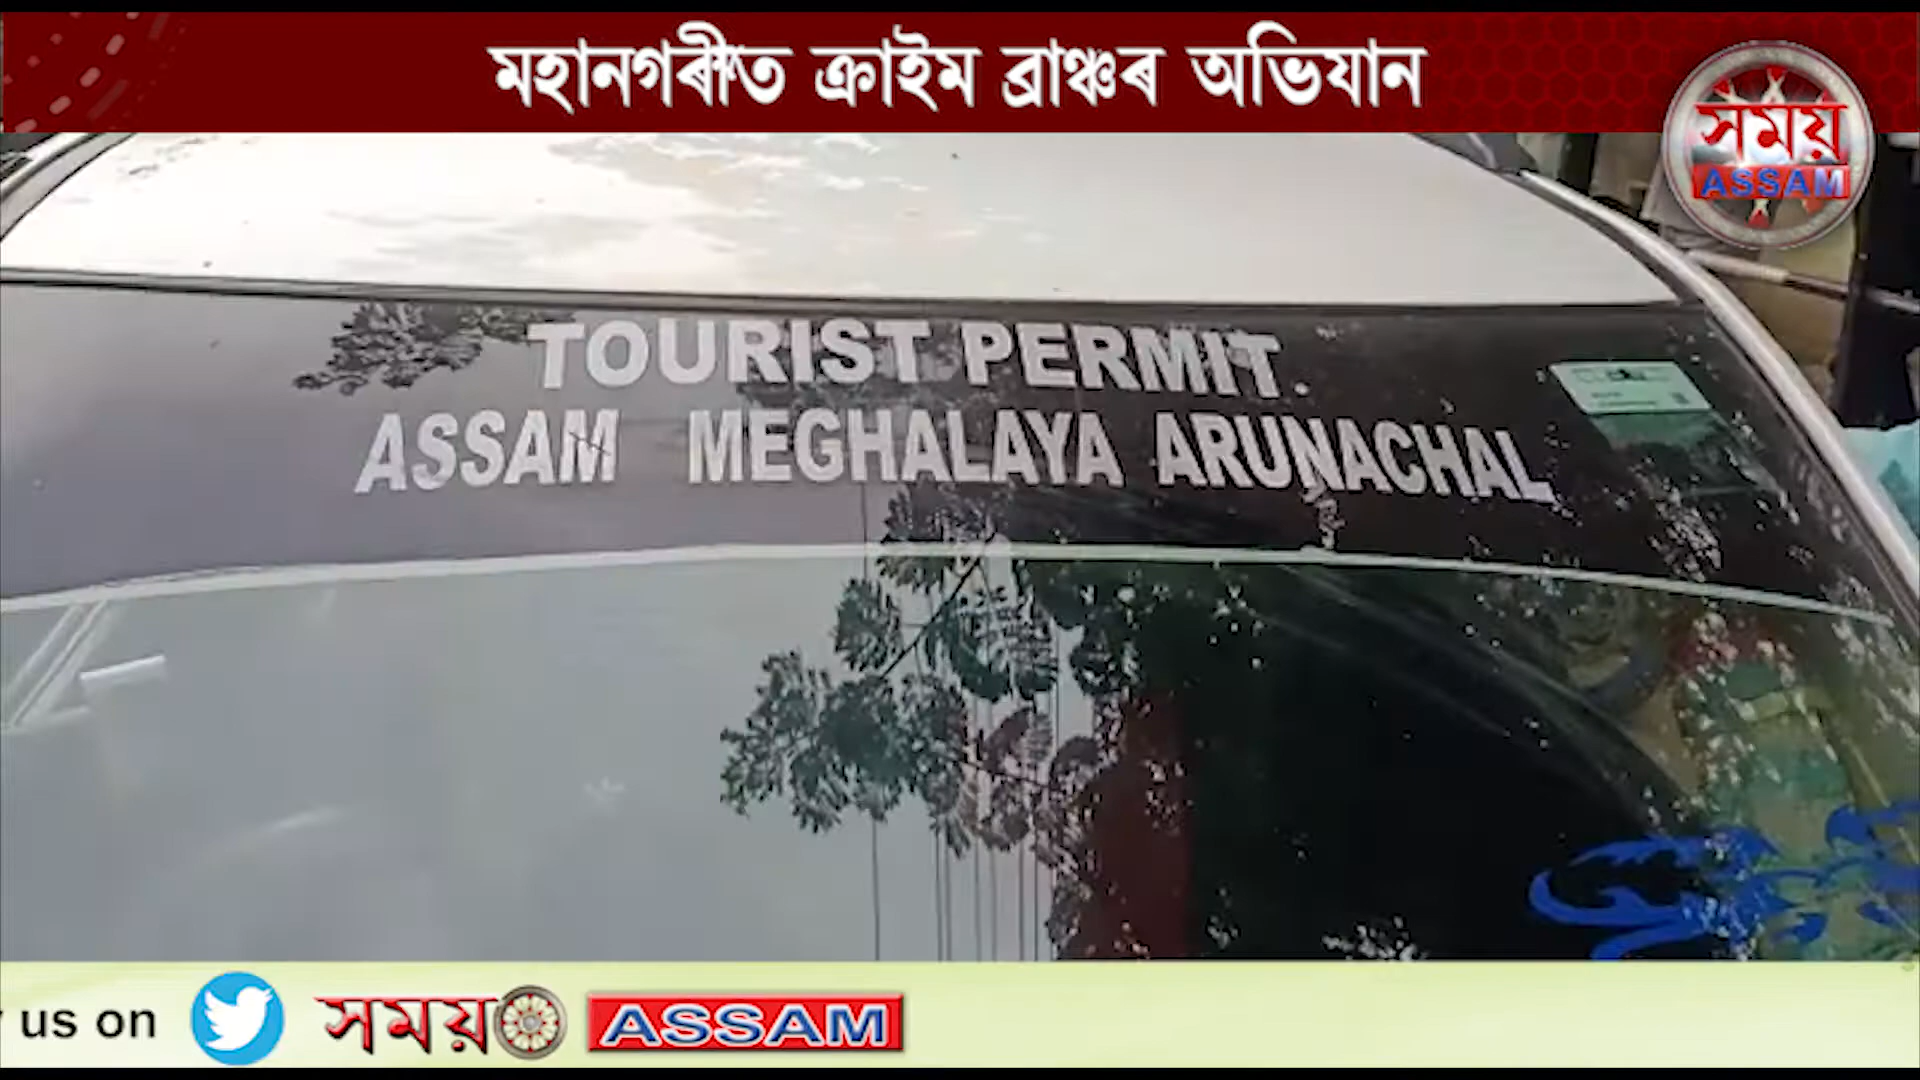 মহানগৰীত ক্ৰাইম ব্ৰাঞ্চৰ অভিযান
সময়
ASSAM
TOURIST PERMIT.
ASSAM MEGHALAYA ARUNACHAL
us on সময় ASSAM